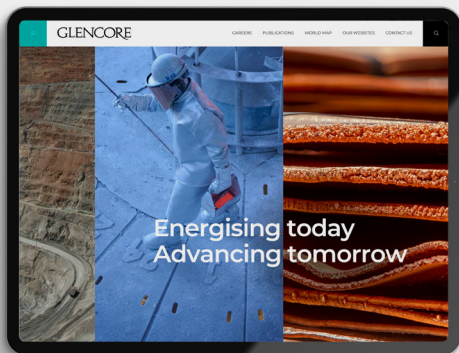 GLENCORE
CAREERS PUBLICATIONS WORLD MAP OUR WEBSITES CONTACT US
Energising today
Advancing tomorrow